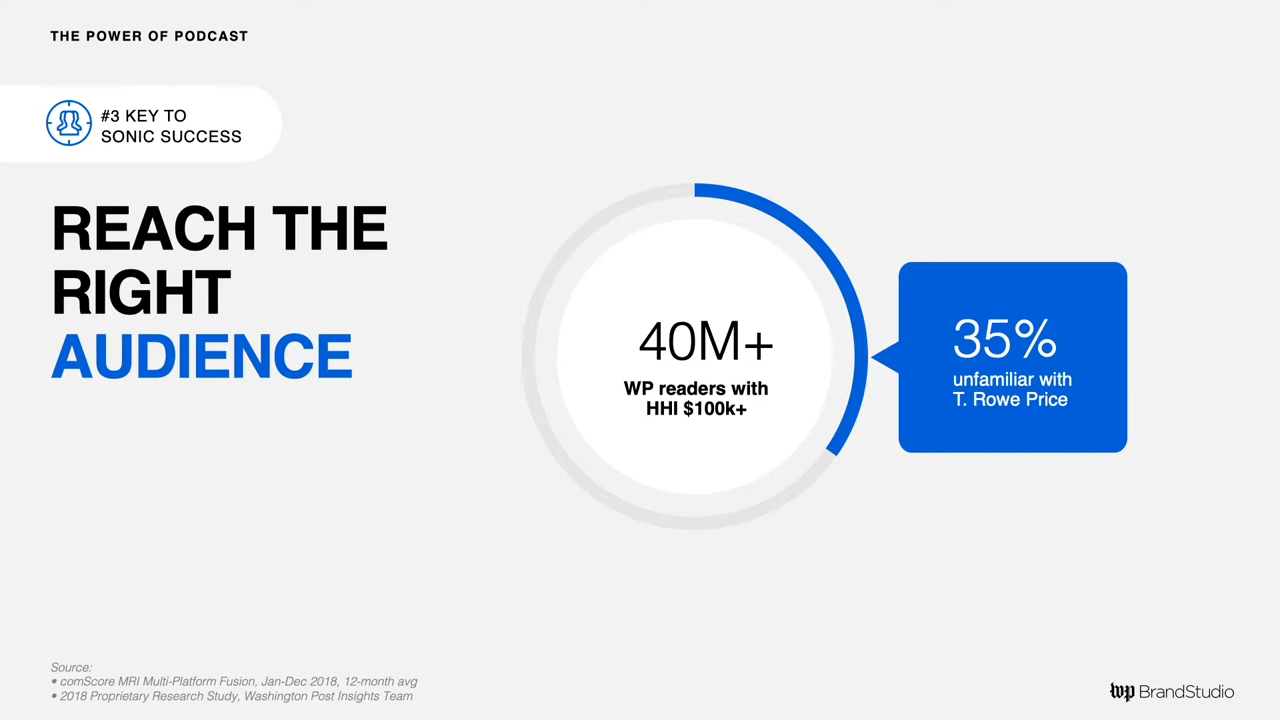 THE POWER OF PODCAST
#3 KEY TO
SONIC SUCCESS
REACH THE
RIGHT
AUDIENCE
40M+
WP readers with
HHI $100k+
35%
unfamiliar with
T. Rowe Price
Source:
• comScore MRI Multi-Platform Fusion, Jan-Dec 2018, 12-month avg
• 2018 Proprietary Research Study, Washington Post Insights Team
wp BrandStudio